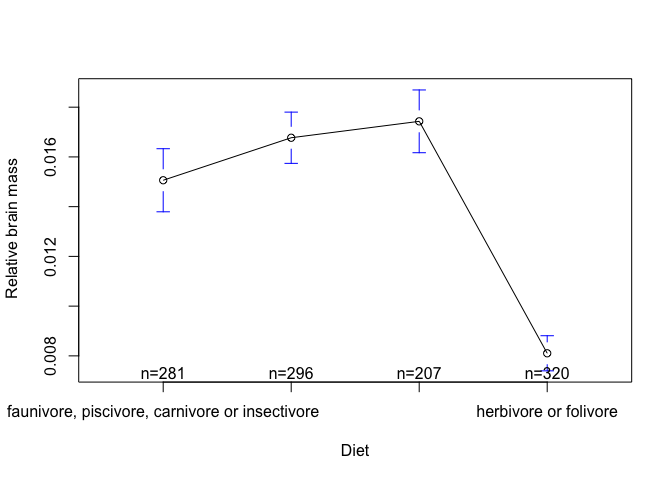 Relative brain mass
0.016
0.012
0.008
n=281 n=296 n=207 n=320
faunivore, piscivore, carnivore or insectivore herbivore or folivore
Diet